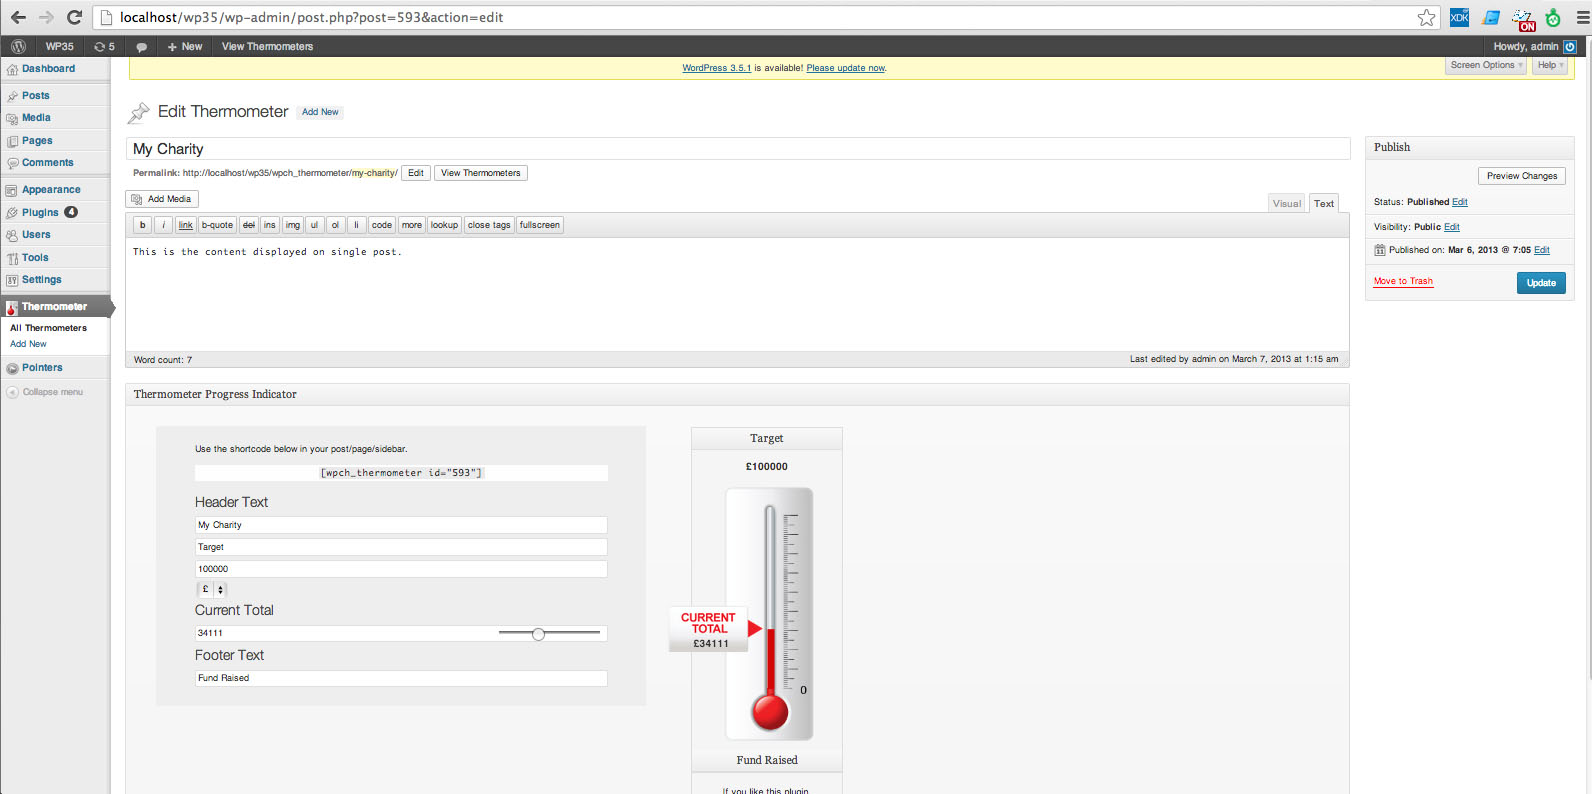 localhost/wp35/wp-admin/post.php?post=593&action=edit
XDK
ON
WP35 5 + New View Thermometers Howdy, admin
WordPress 3.5.1 is available! Please update now.
Screen Options Help
Dashboard
Posts
Media
Pages
Comments
Appearance
Plugins 4
Users
Tools
Settings
Thermometer
All Thermometers
Add New
Pointers
Collapse menu
Edit Thermometer Add New
My Charity
Permalink: http://localhost/wp35/wpch_thermometer/my-charity/ Edit View Thermometers
Add Media
Visual Text
b i link b-quote del ins img ul ol li code more lookup close tags fullscreen
This is the content displayed on single post.
Word count: 7
Last edited by admin on March 7, 2013 at 1:15 am
Publish
Preview Changes
Status: Published Edit
Visibility: Public Edit
Published on: Mar 6, 2013 @ 7:05 Edit
Move to Trash Update
Thermometer Progress Indicator
Use the shortcode below in your post/page/sidebar.
[wpch_thermometer id="593"]
Header Text
My Charity
Target
100000
£
Current Total
34111
Footer Text
Fund Raised
Target
£100000
CURRENT
TOTAL
£34111
0
Fund Raised
If you like this plugin